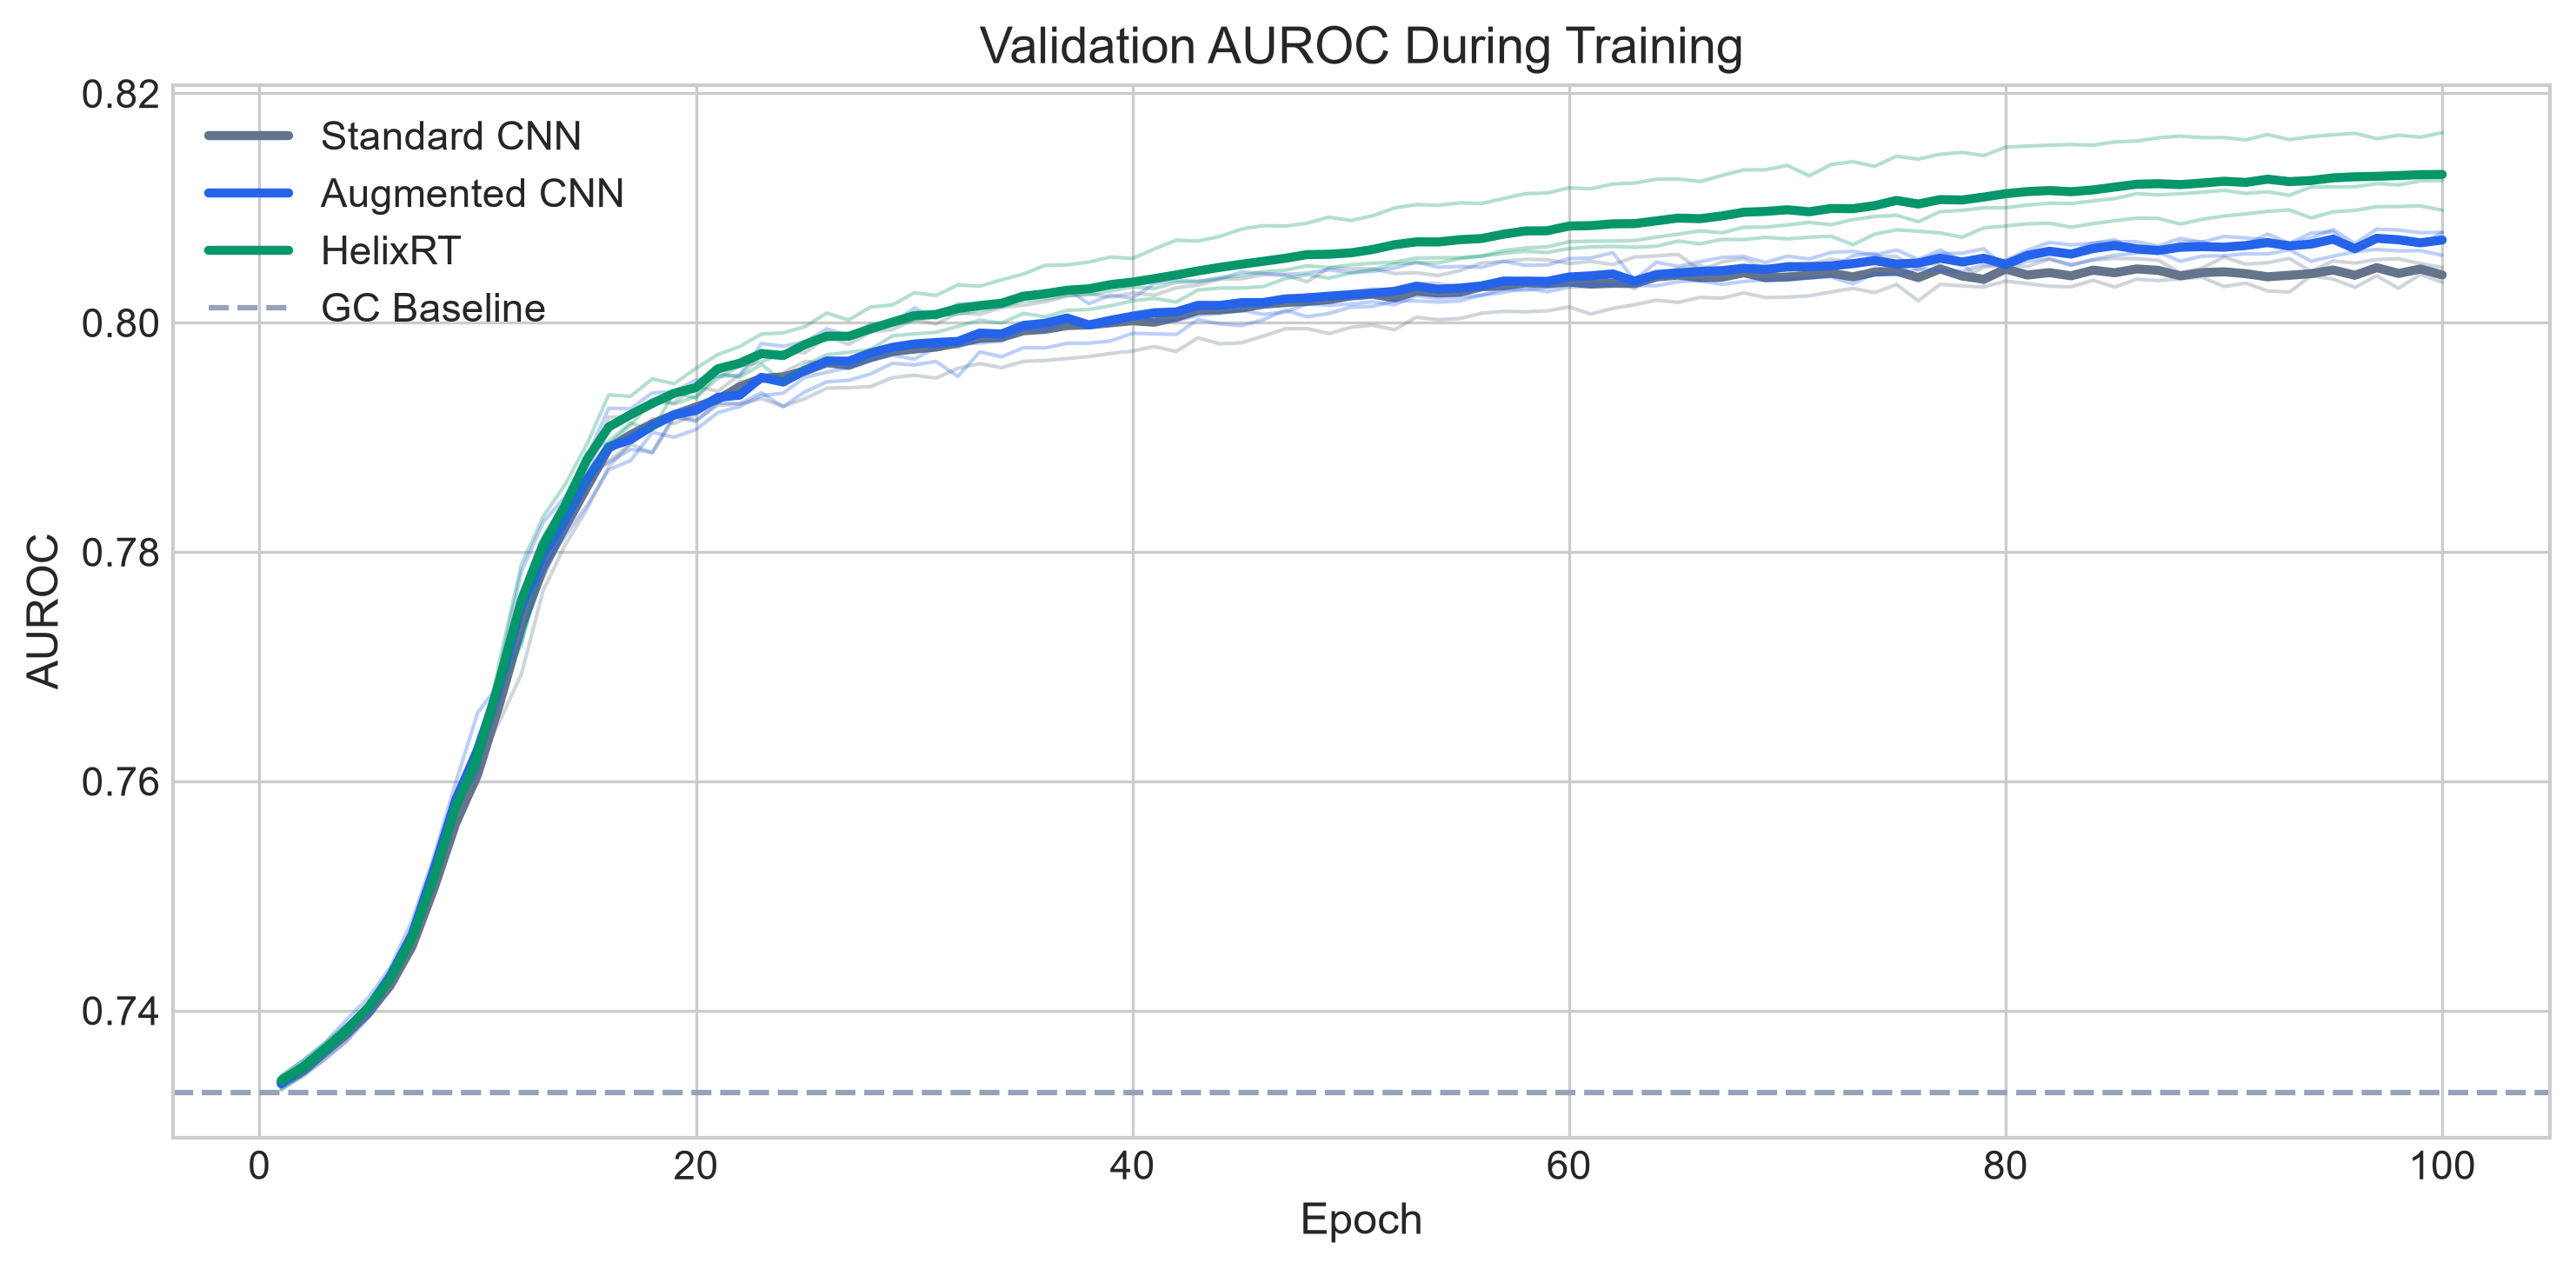 Validation AUROC During Training
0.82
0.80
0.78
0.76
0.74
AUROC
Standard CNN
Augmented CNN
HelixRT
GC Baseline
0 20 40 60 80 100
Epoch